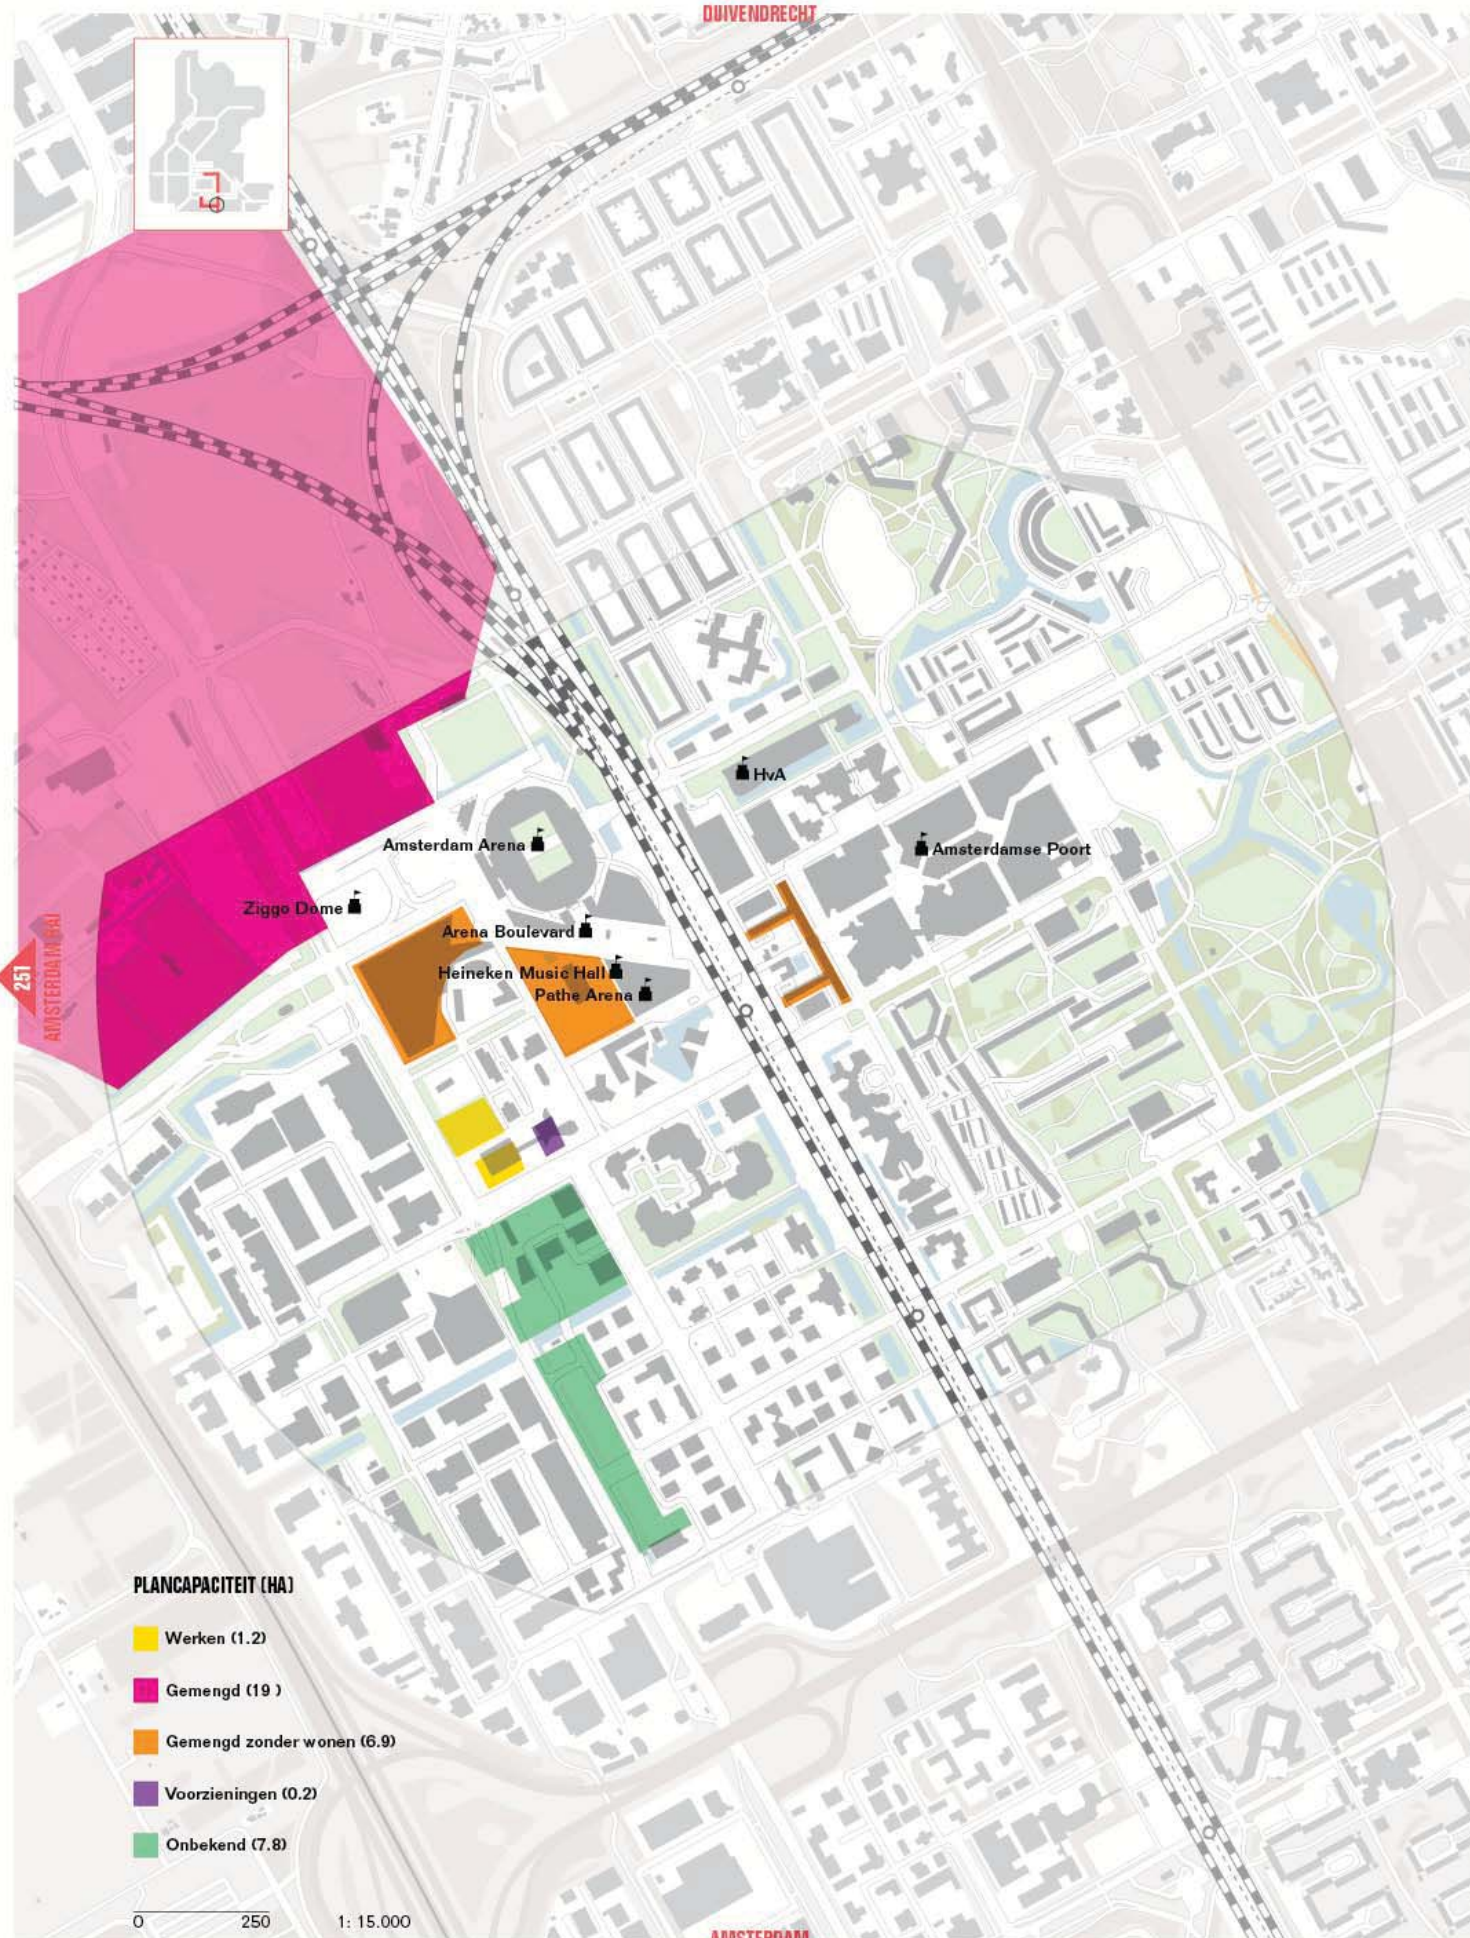 DUIVENDRECHT
HvA
Amsterdam Arena
Amsterdamse Poort
Ziggo Dome
Arena Boulevard
Heineken Music Hall
Pathe Arena
251
AMSTERDAM RAI
PLANCAPACITEIT (HA)
Werken (1.2)
Gemengd (19 )
Gemengd zonder wonen (6.9)
Voorzieningen (0.2)
Onbekend (7.8)
0 250 1: 15.000
AMSTERDAM